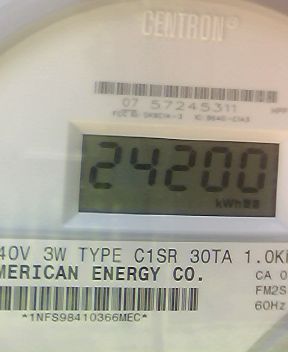 CENTRON®
07 57245311
24200
kWh
40V 3W TYPE C1SR 30TA 1.0K
MERICAN ENERGY CO.
CA 0
FM2S
60Hz
*1NFS98410366MEC*